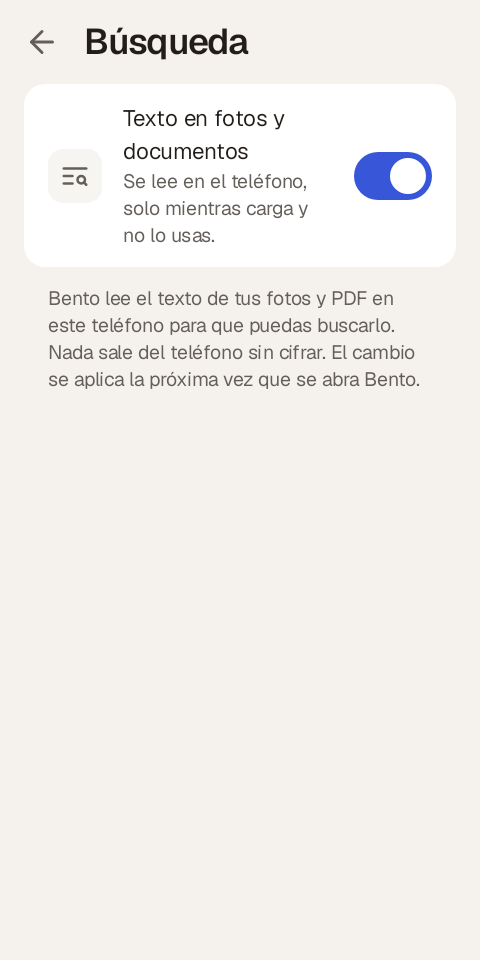 Búsqueda
Texto en fotos y
documentos
Se lee en el teléfono,
solo mientras carga y
no lo usas.
Bento lee el texto de tus fotos y PDF en
este teléfono para que puedas buscarlo.
Nada sale del teléfono sin cifrar. El cambio
se aplica la próxima vez que se abra Bento.